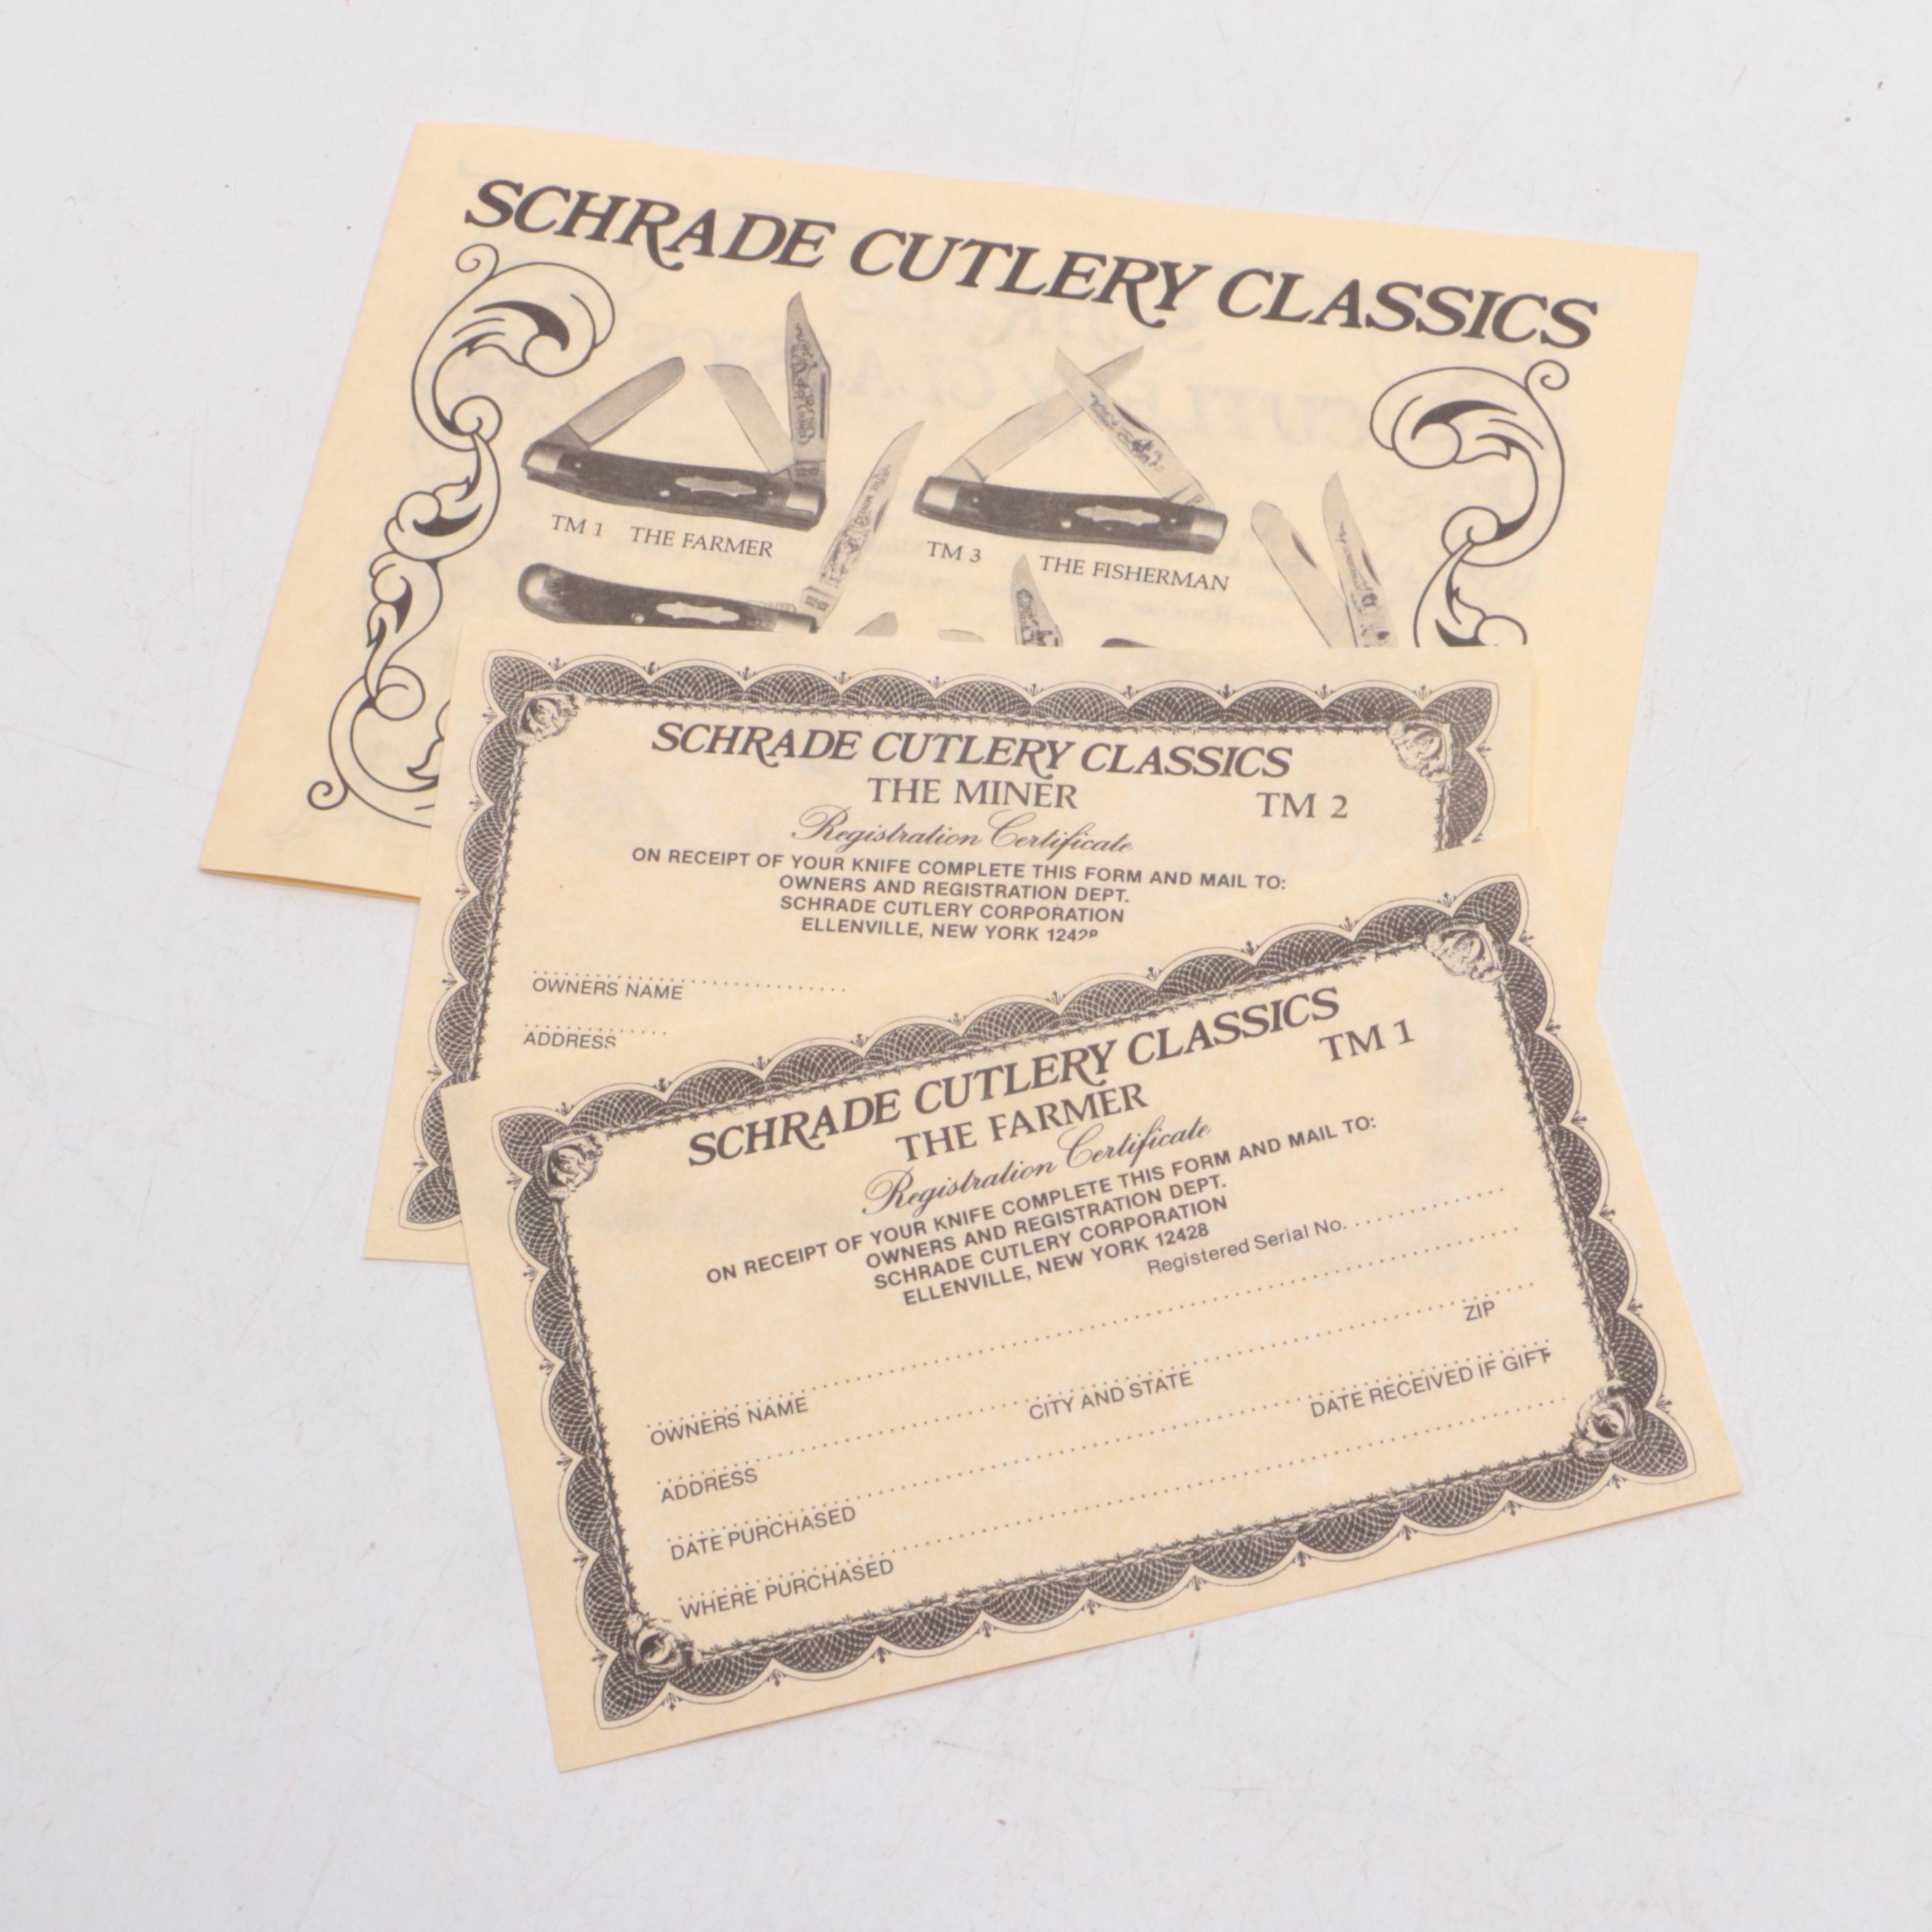 SCHRADE CUTLERY CLASSICS
TM 1 THE FARMER
TM 3 THE FISHERMAN
SCHRADE CUTLERY CLASSICS
THE MINER TM 2
Registration Certificate
ON RECEIPT OF YOUR KNIFE COMPLETE THIS FORM AND MAIL TO:
OWNERS AND REGISTRATION DEPT.
SCHRADE CUTLERY CORPORATION
ELLENVILLE, NEW YORK 12428
OWNERS NAME
ADDRESS
SCHRADE CUTLERY CLASSICS
THE FARMER TM 1
Registration Certificate
ON RECEIPT OF YOUR KNIFE COMPLETE THIS FORM AND MAIL TO:
OWNERS AND REGISTRATION DEPT.
SCHRADE CUTLERY CORPORATION
ELLENVILLE, NEW YORK 12428
Registered Serial No.
OWNERS NAME
ADDRESS CITY AND STATE ZIP
DATE PURCHASED DATE RECEIVED IF GIFT
WHERE PURCHASED